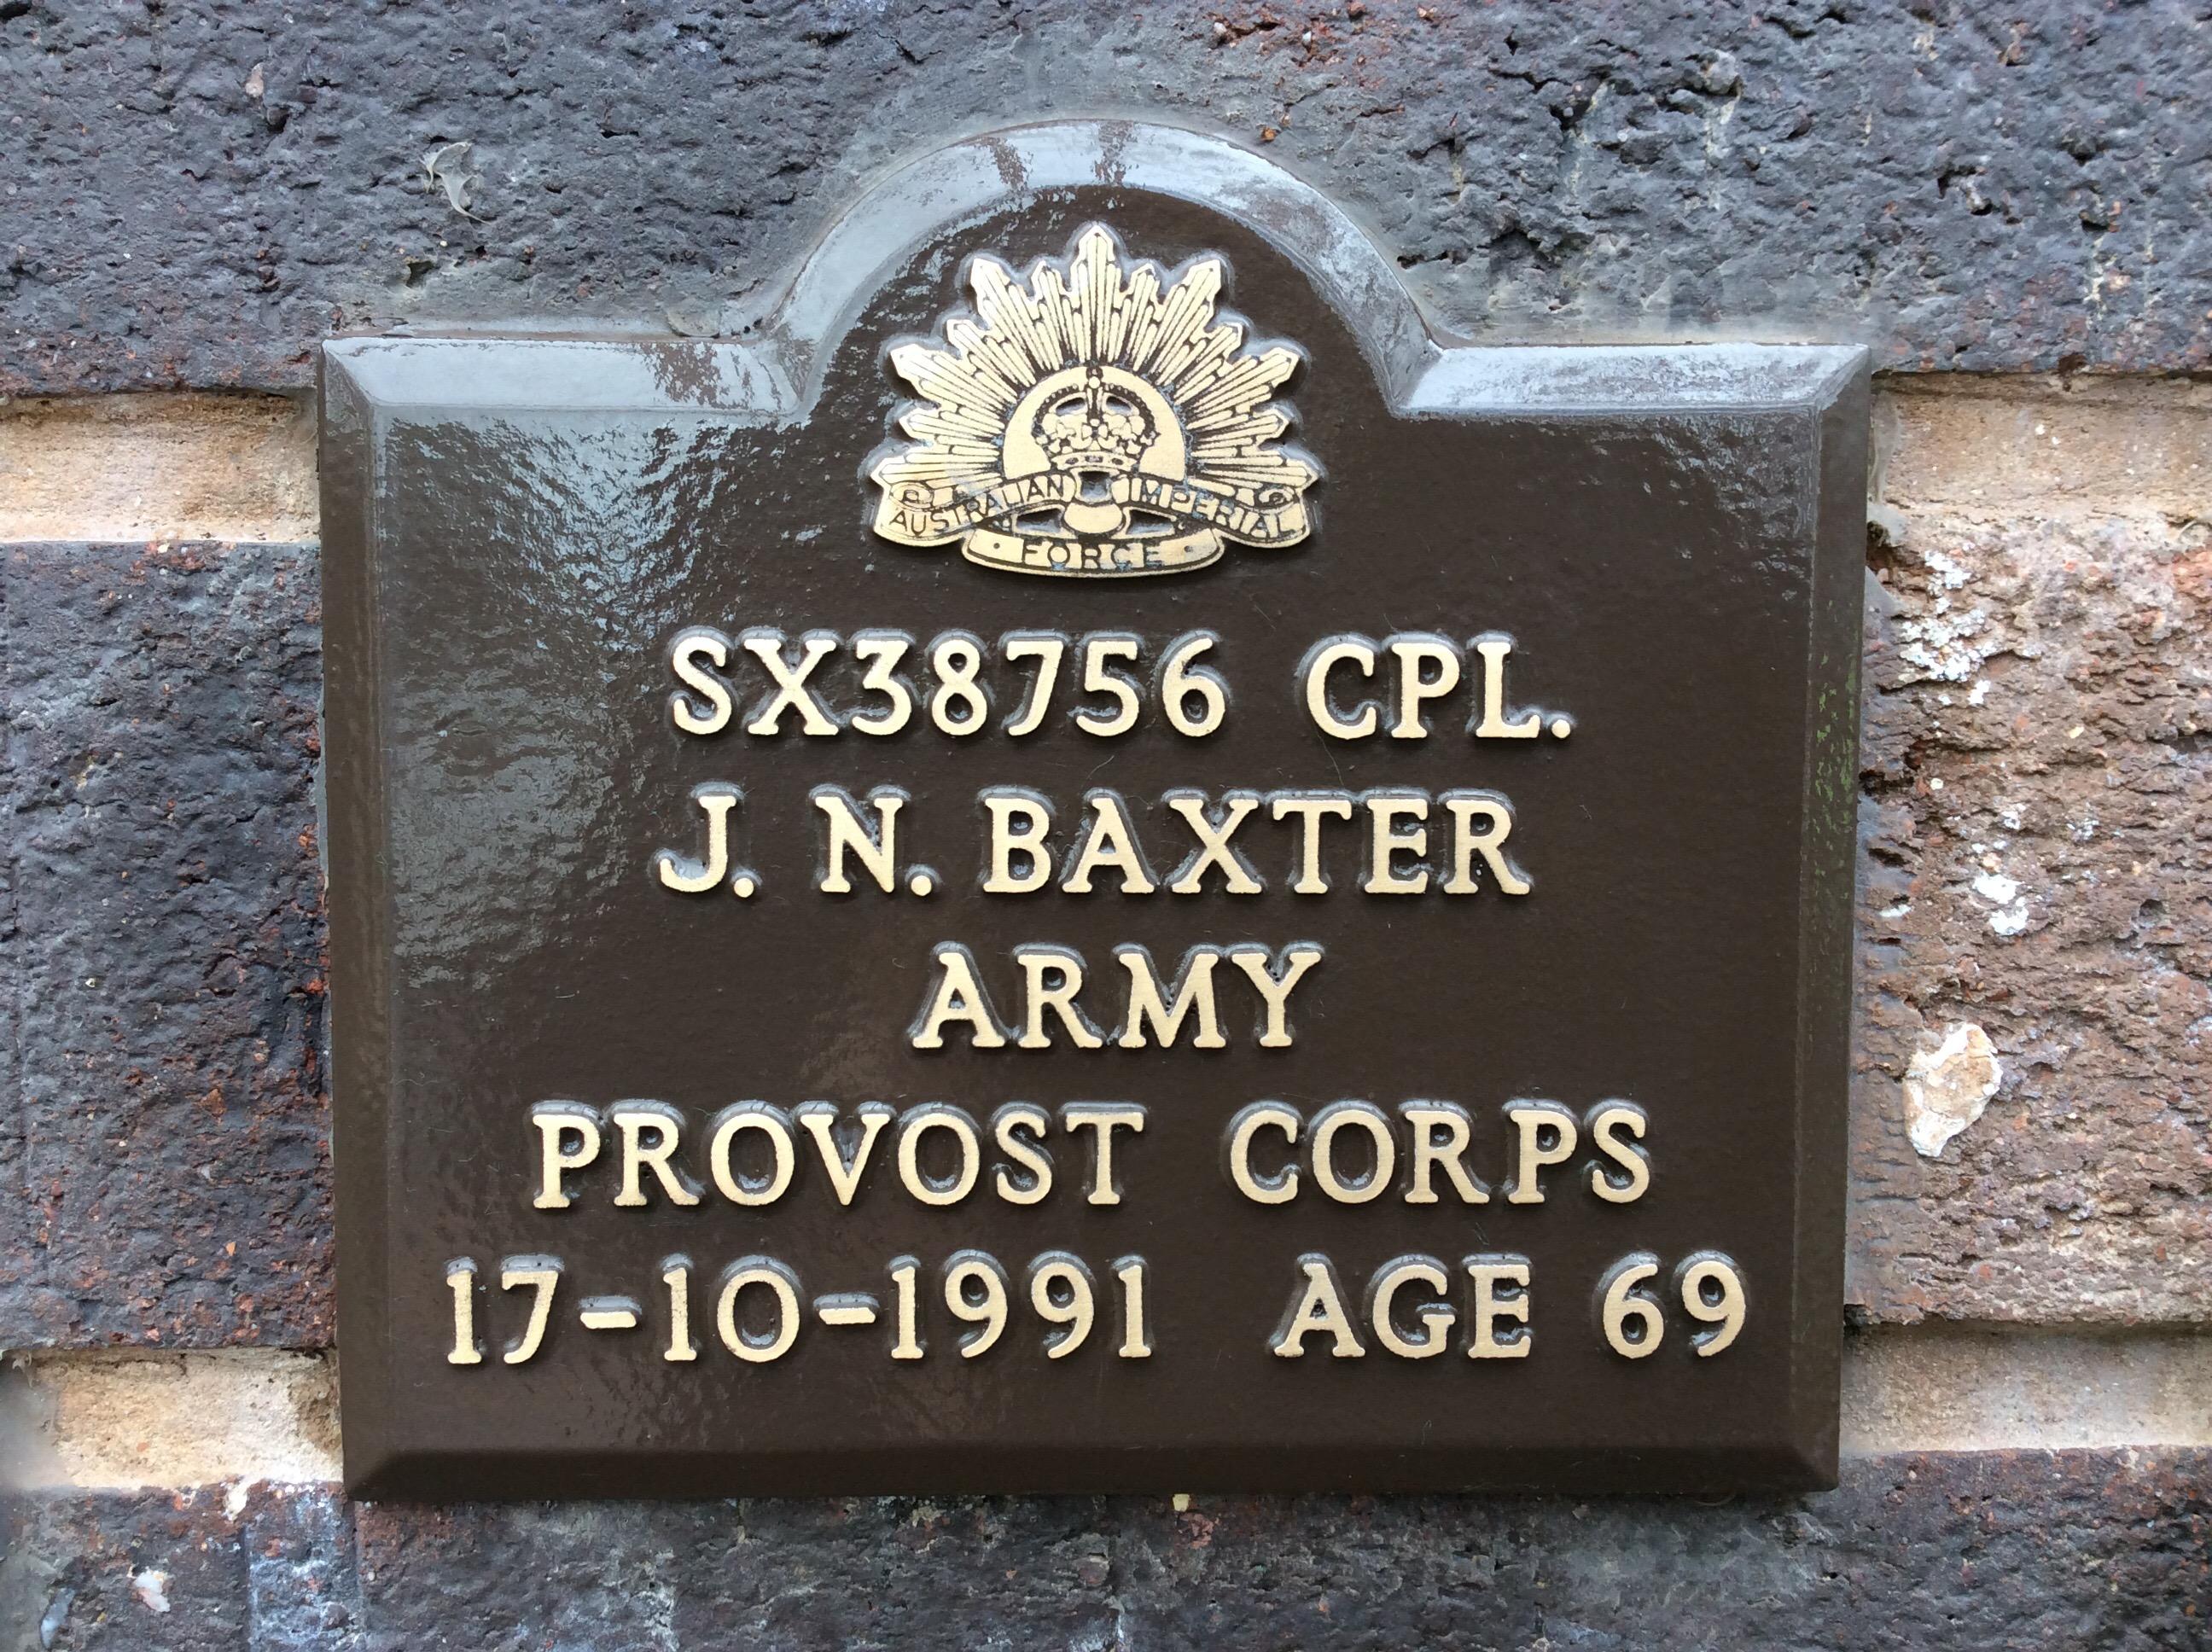 AUSTRALIAN IMPERIAL
FORCE
SX38756 CPL.
J. N. BAXTER
ARMY
PROVOST CORPS
17-10-1991 AGE 69